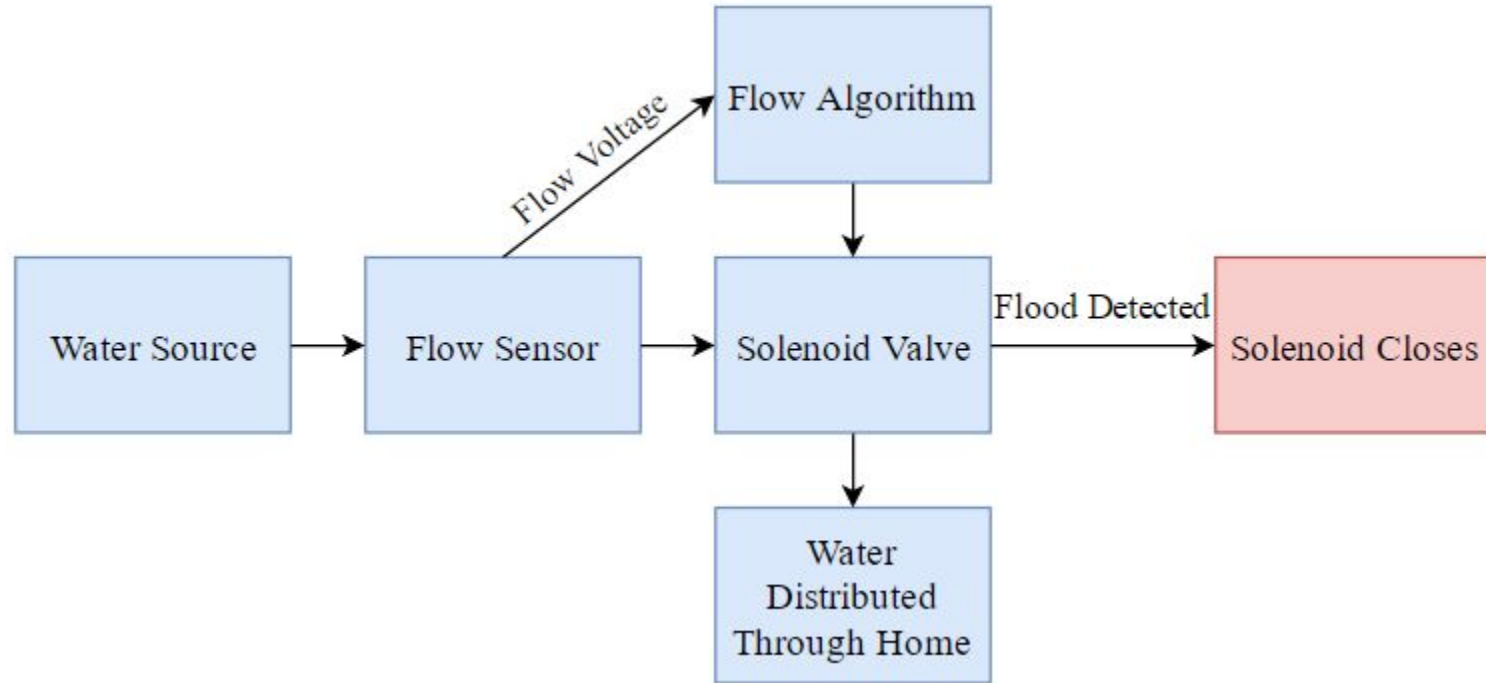 Flow Algorithm
Flow Voltage
Water Source
Flow Sensor
Solenoid Valve
Flood Detected
Solenoid Closes
Water
Distributed
Through Home